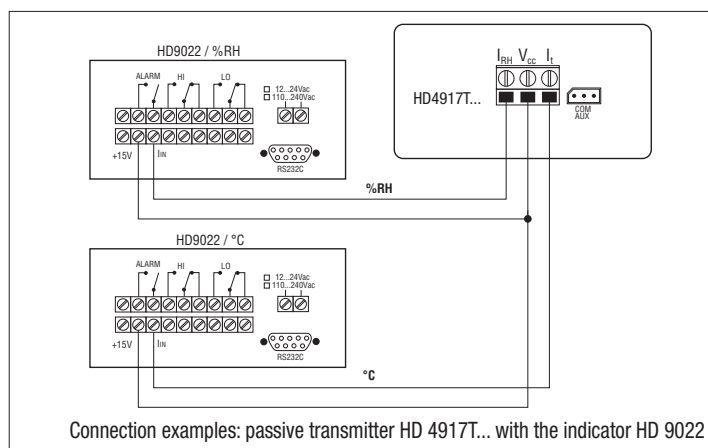 HD9022 / %RH
ALARM HI LO
□ 12...24Vac
□ 110...240Vac
+15V IIN
RS232C
%RH
IRH Vcc It
HD4917T...
COM
AUX
HD9022 / °C
ALARM HI LO
□ 12...24Vac
□ 110...240Vac
+15V IIN
RS232C
°C
Connection examples: passive transmitter HD 4917T... with the indicator HD 9022